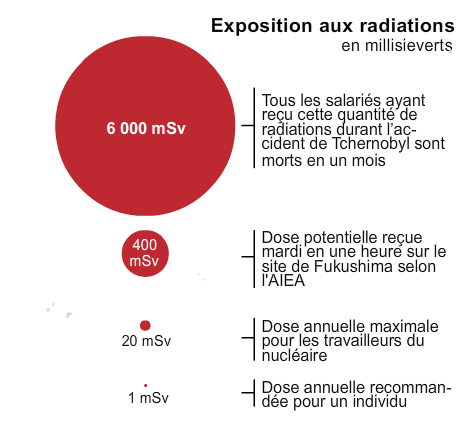 Exposition aux radiations
en millisieverts
6 000 mSv
Tous les salariés ayant
reçu cette quantité de
radiations durant l'ac-
cident de Tchernobyl sont
morts en un mois
400
mSv
Dose potentielle reçue
mardi en une heure sur le
site de Fukushima selon
l'AIEA
20 mSv
Dose annuelle maximale
pour les travailleurs du
nucléaire
1 mSv
Dose annuelle recomman-
dée pour un individu